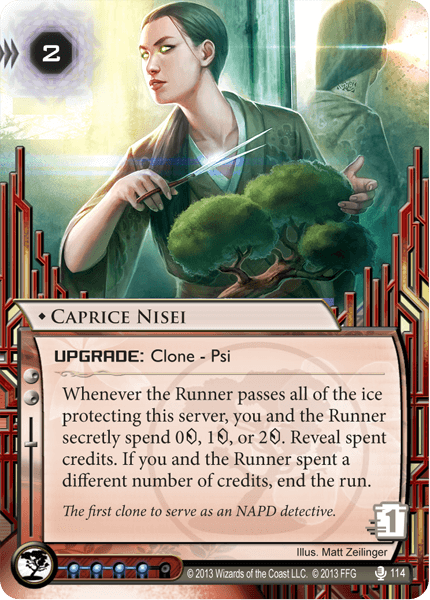 2
♦ CAPRICE NISEI
UPGRADE: Clone - Psi
Whenever the Runner passes all of the ice
protecting this server, you and the Runner
secretly spend 0, 1, or 2. Reveal spent
credits. If you and the Runner spent a
different number of credits, end the run.
The first clone to serve as an NAPD detective.
1
Illus. Matt Zeilinger
© 2013 Wizards of the Coast LLC. © 2013 FFG 114